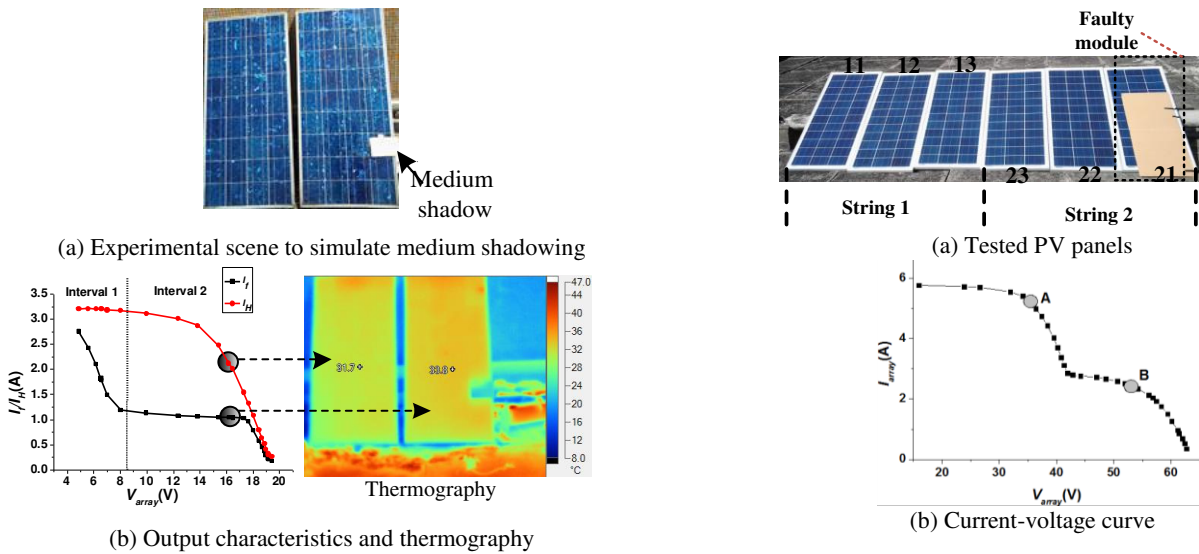 Medium
shadow
(a) Experimental scene to simulate medium shadowing
Interval 1
Interval 2
I_f
I_H
3.5
3.0
2.5
2.0
1.5
1.0
0.5
0.0
I_f/I_H(A)
4 6 8 10 12 14 16 18 20
V_array(V)
31.7
33.8
47.0
44
40
36
32
28
24
20
16
12
8.0
°C
Thermography
(b) Output characteristics and thermography
Faulty
module
11 12 13
23 22 21
String 1
String 2
(a) Tested PV panels
6
4
2
0
I_array(A)
A
B
20 30 40 50 60
V_array(V)
(b) Current-voltage curve